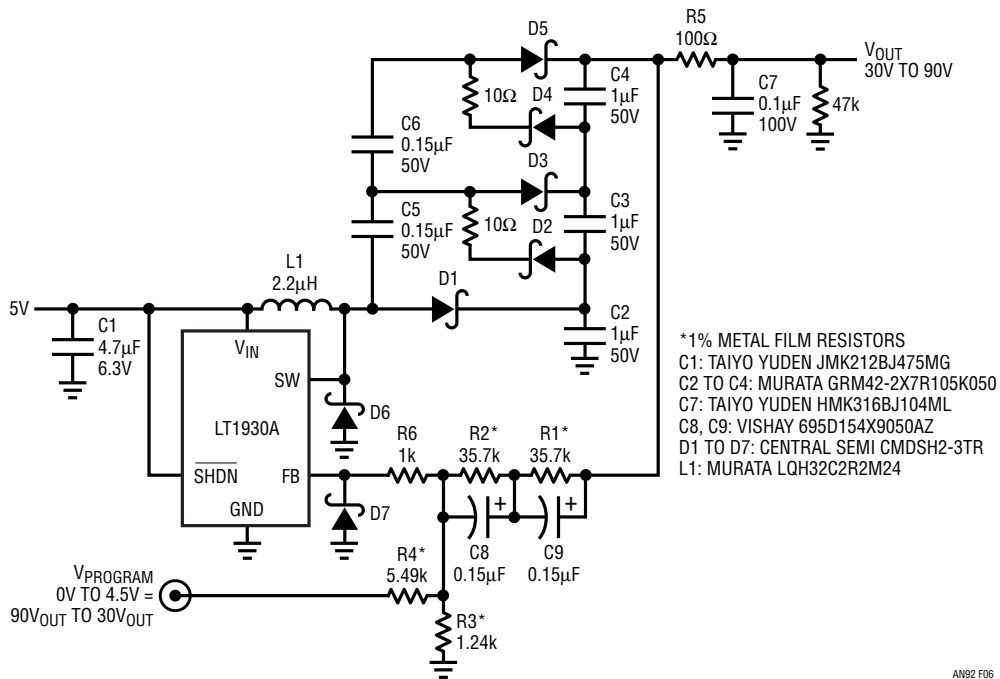 D5
R5
100Ω
VOUT
30V TO 90V
10Ω
D4
C4
1µF
50V
C7
0.1µF
100V
47k
C6
0.15µF
50V
D3
C5
0.15µF
50V
10Ω
D2
C3
1µF
50V
L1
2.2µH
D1
5V
C1
4.7µF
6.3V
C2
1µF
50V
VIN
SW
LT1930A
D6
SHDN
FB
GND
D7
R6
1k
R2*
35.7k
R1*
35.7k
+
+
C8
0.15µF
C9
0.15µF
*1% METAL FILM RESISTORS
C1: TAIYO YUDEN JMK212BJ475MG
C2 TO C4: MURATA GRM42-2X7R105K050
C7: TAIYO YUDEN HMK316BJ104ML
C8, C9: VISHAY 695D154X9050AZ
D1 TO D7: CENTRAL SEMI CMDSH2-3TR
L1: MURATA LQH32C2R2M24
VPROGRAM
0V TO 4.5V =
90VOUT TO 30VOUT
R4*
5.49k
R3*
1.24k
AN92 F06